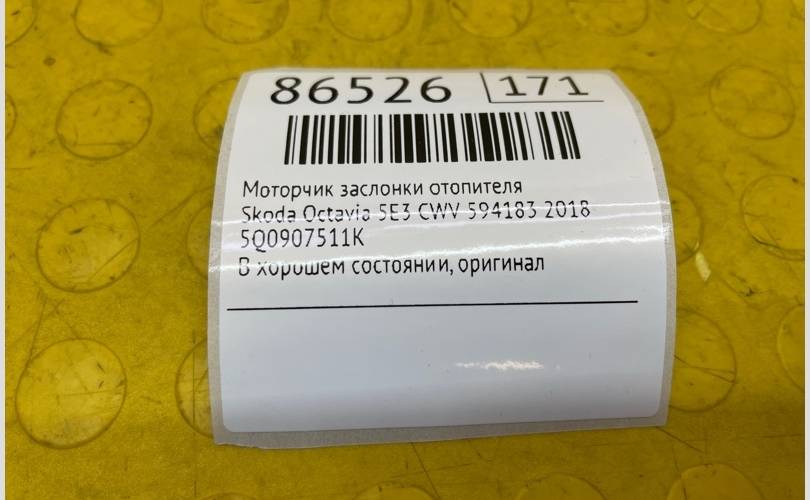 86526 171
Моторчик заслонки отопителя
Skoda Octavia 5E3 CWV 594183 2018
5Q0907511K
В хорошем состоянии, оригинал